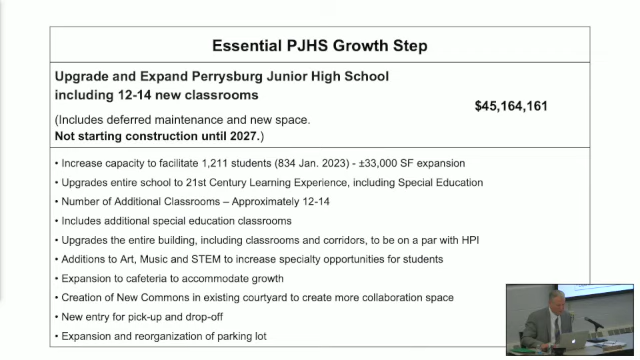 Essential PJHS Growth Step
Upgrade and Expand Perrysburg Junior High School
including 12-14 new classrooms
$45,164,161
(Includes deferred maintenance and new space.
Not starting construction until 2027.)
• Increase capacity to facilitate 1,211 students (834 Jan. 2023) - ±33,000 SF expansion
• Upgrades entire school to 21st Century Learning Experience, including Special Education
• Number of Additional Classrooms – Approximately 12-14
• Includes additional special education classrooms
• Upgrades the entire building, including classrooms and corridors, to be on a par with HPI
• Additions to Art, Music and STEM to increase specialty opportunities for students
• Expansion to cafeteria to accommodate growth
• Creation of New Commons in existing courtyard to create more collaboration space
• New entry for pick-up and drop-off
• Expansion and reorganization of parking lot